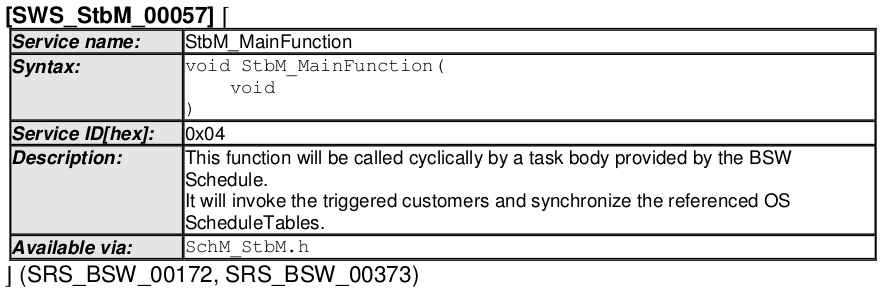 [SWS_StbM_00057] ⌈
Service name: StbM_MainFunction
Syntax: void StbM_MainFunction(
void
)
Service ID[hex]: 0x04
Description: This function will be called cyclically by a task body provided by the BSW
Schedule.
It will invoke the triggered customers and synchronize the referenced OS
ScheduleTables.
Available via: SchM_StbM.h
⌋ (SRS_BSW_00172, SRS_BSW_00373)